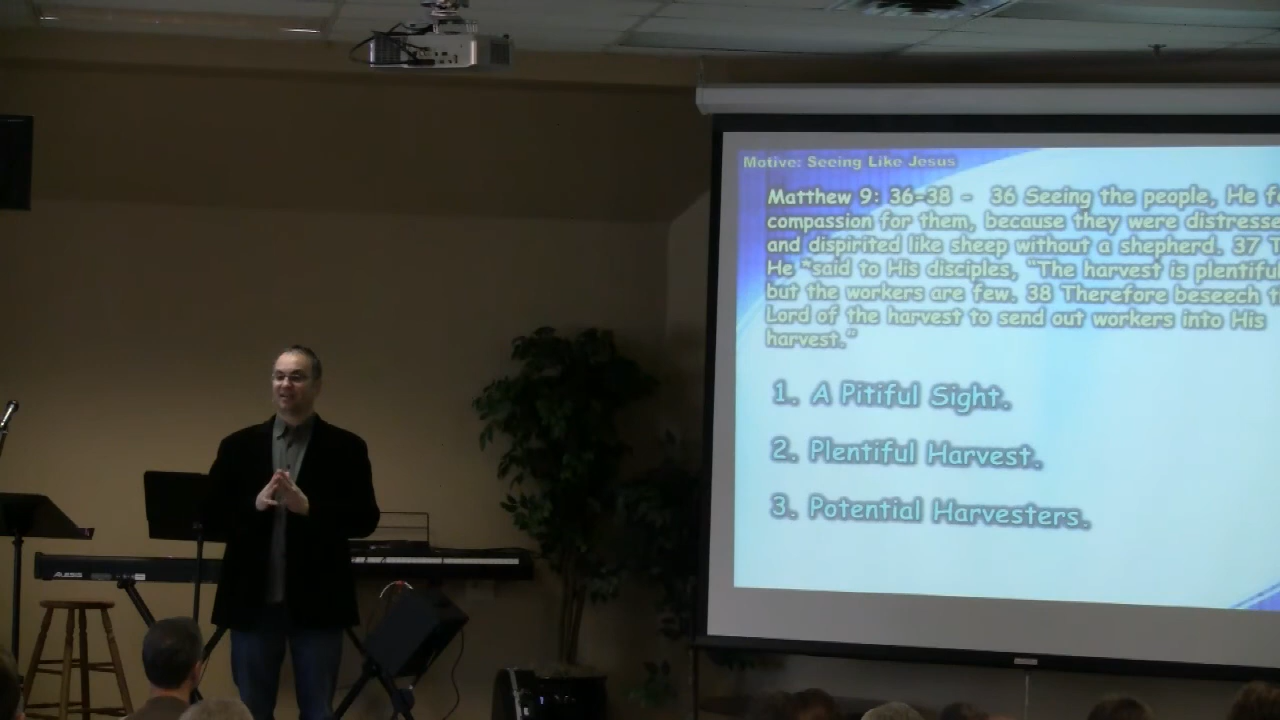 Motive: Seeing Like Jesus
Matthew 9: 36-38 - 36 Seeing the people, He
compassion for them, because they were distresse
and dispirited like sheep without a shepherd. 37
He *said to His disciples, "The harvest is plentiful
but the workers are few. 38 Therefore beseech
Lord of the harvest to send out workers into His
harvest."
1. A Pitiful Sight.
2. Plentiful Harvest.
3. Potential Harvesters.
ALESIS